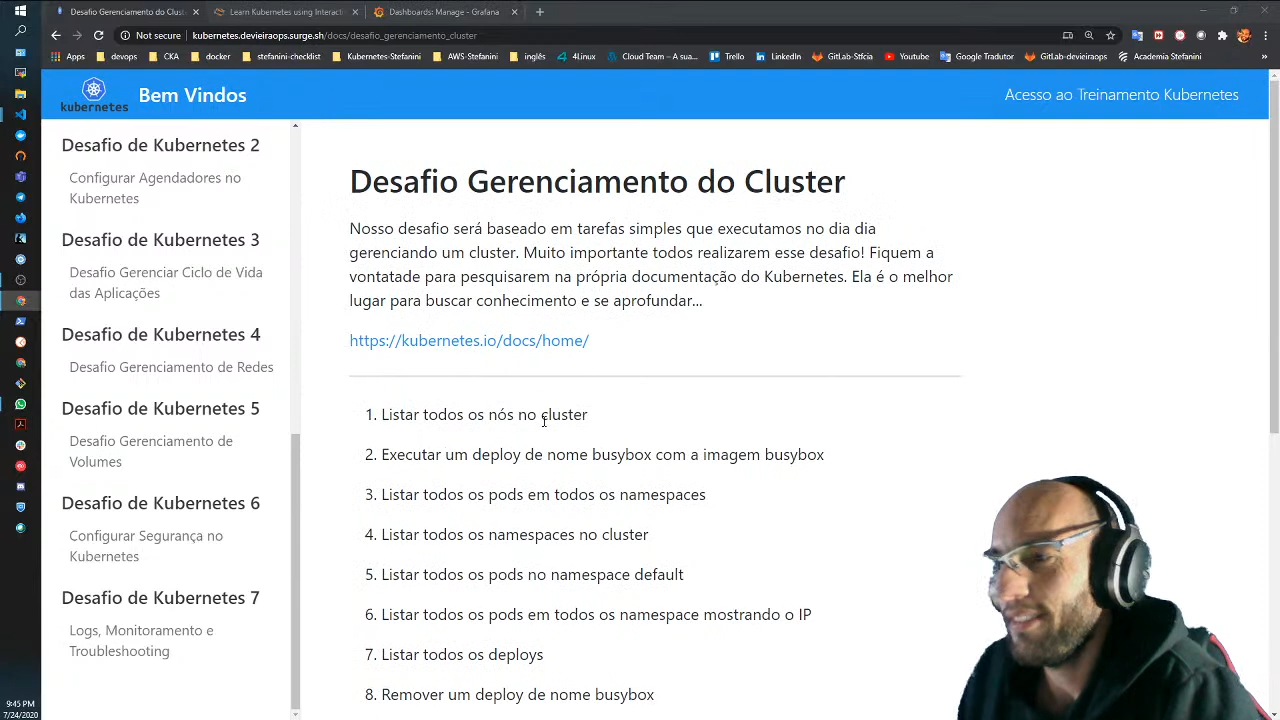 Desafio Gerenciamento do Clust
Learn Kubernetes using Interacti
Dashboards: Manage - Grafana
Not secure
kubernetes.devieiraops.surge.sh/docs/desafio_gerenciamento_cluster
Apps
devops
CKA
docker
stefanini-checklist
Kubernetes-Stefanini
AWS-Stefanini
inglês
4Linux
Cloud Team – A sua...
Trello
LinkedIn
GitLab-Stfcia
Youtube
Google Tradutor
GitLab-devieiraops
Academia Stefanini
kubernetes
Bem Vindos
Acesso ao Treinamento Kubernetes
Desafio de Kubernetes 2
Configurar Agendadores no
Kubernetes
Desafio de Kubernetes 3
Desafio Gerenciar Ciclo de Vida
das Aplicações
Desafio de Kubernetes 4
Desafio Gerenciamento de Redes
Desafio de Kubernetes 5
Desafio Gerenciamento de
Volumes
Desafio de Kubernetes 6
Configurar Segurança no
Kubernetes
Desafio de Kubernetes 7
Logs, Monitoramento e
Troubleshooting
Desafio Gerenciamento do Cluster
Nosso desafio será baseado em tarefas simples que executamos no dia dia
gerenciando um cluster. Muito importante todos realizarem esse desafio! Fiquem a
vontatade para pesquisarem na própria documentação do Kubernetes. Ela é o melhor
lugar para buscar conhecimento e se aprofundar...
https://kubernetes.io/docs/home/
1. Listar todos os nós no cluster
2. Executar um deploy de nome busybox com a imagem busybox
3. Listar todos os pods em todos os namespaces
4. Listar todos os namespaces no cluster
5. Listar todos os pods no namespace default
6. Listar todos os pods em todos os namespace mostrando o IP
7. Listar todos os deploys
8. Remover um deploy de nome busybox
9:45 PM
7/24/2020